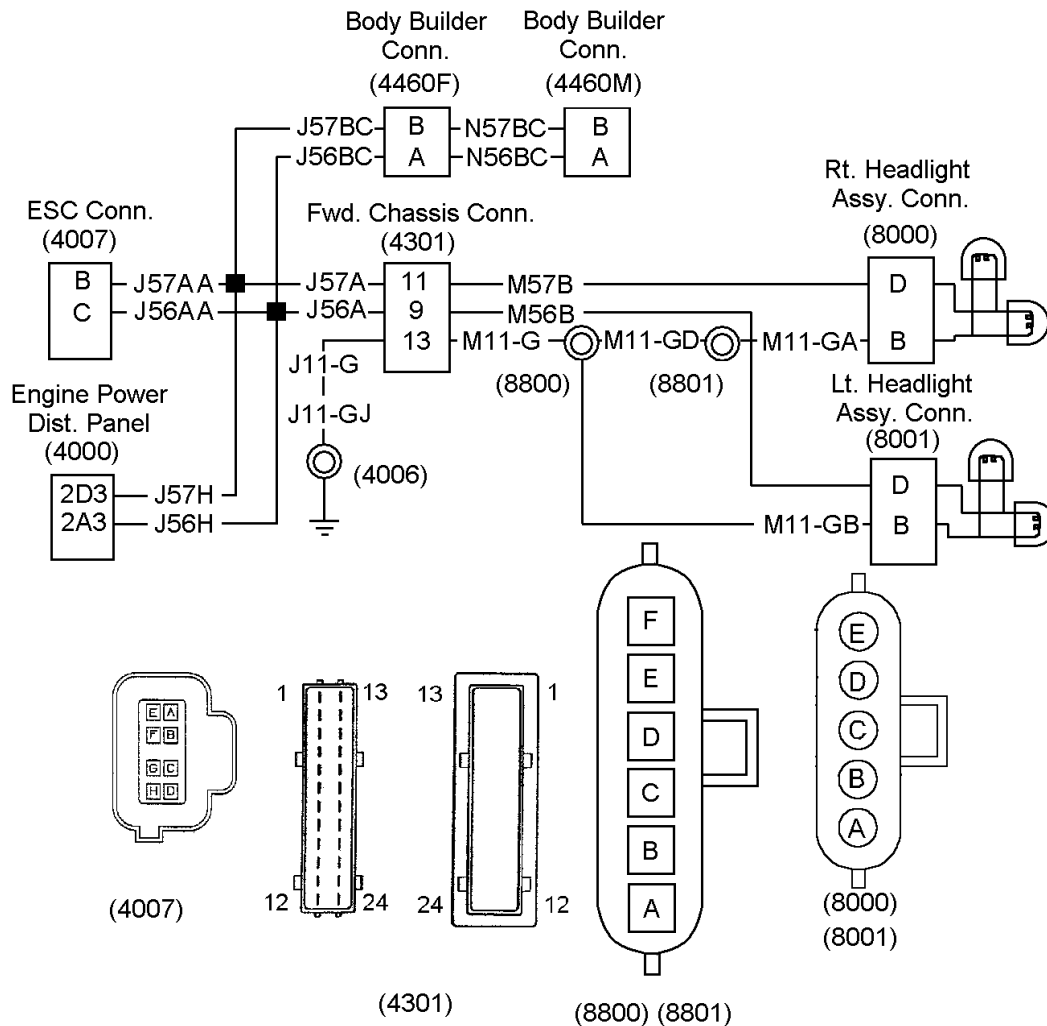 Body Builder
Conn.
(4460F)
Body Builder
Conn.
(4460M)
J57BC B N57BC B
J56BC A N56BC A
ESC Conn.
(4007)
Fwd. Chassis Conn.
(4301)
Rt. Headlight
Assy. Conn.
(8000)
B J57AA J57A 11 M57B D
C J56AA J56A 9 M56B
13 M11-G M11-GD M11-GA B
J11-G
(8800) (8801)
J11-GJ
(4006)
Engine Power
Dist. Panel
(4000)
2D3 J57H
2A3 J56H
Lt. Headlight
Assy. Conn.
(8001)
D
M11-GB B
E A
F B
G C
H D
(4007)
1 13
12 24
13 1
24 12
(4301)
F
E
D
C
B
A
(8800) (8801)
E
D
C
B
A
(8000)
(8001)